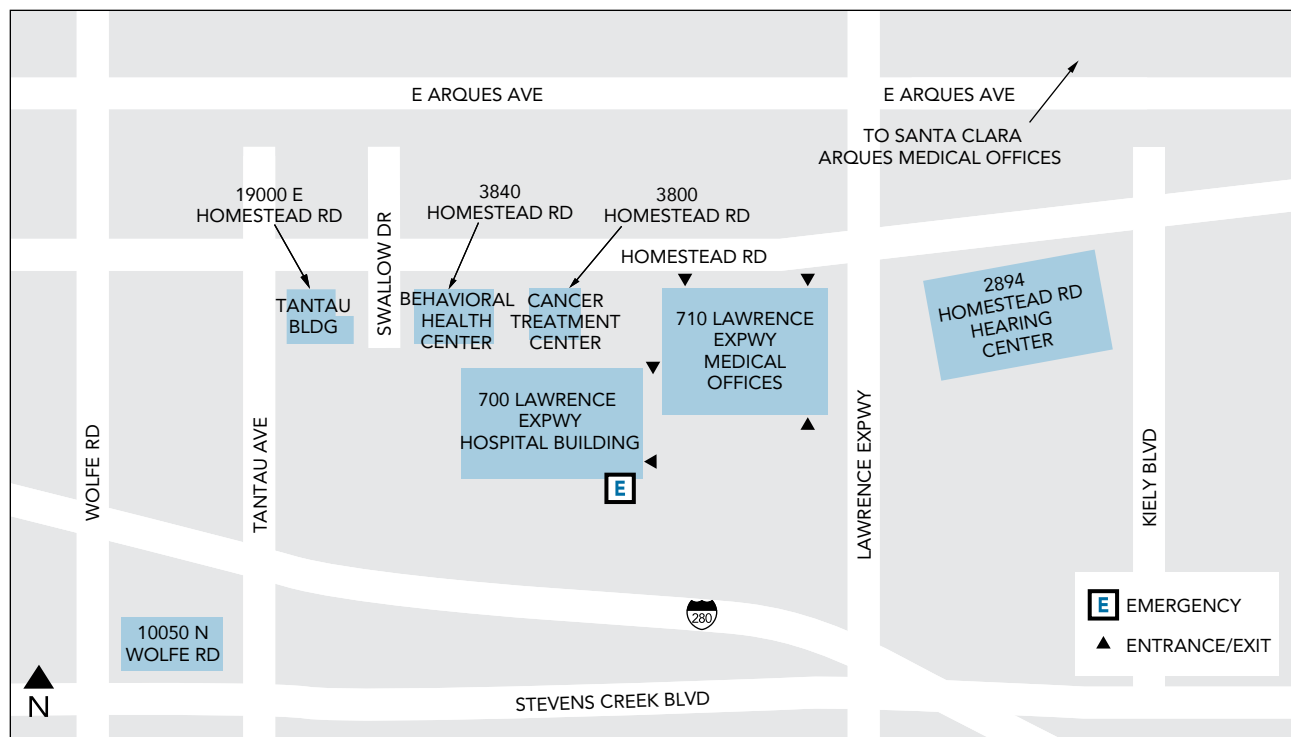 E ARQUES AVE
E ARQUES AVE
TO SANTA CLARA
ARQUES MEDICAL OFFICES
19000 E
HOMESTEAD RD
3840
HOMESTEAD RD
3800
HOMESTEAD RD
SWALLOW DR
HOMESTEAD RD
TANTAU
BLDG
BEHAVIORAL
HEALTH
CENTER
CANCER
TREATMENT
CENTER
710 LAWRENCE
EXPWY
MEDICAL
OFFICES
2894
HOMESTEAD RD
HEARING
CENTER
700 LAWRENCE
EXPWY
HOSPITAL BUILDING
E
WOLFE RD
TANTAU AVE
LAWRENCE EXPWY
KIELY BLVD
280
10050 N
WOLFE RD
E EMERGENCY
ENTRANCE/EXIT
N
STEVENS CREEK BLVD